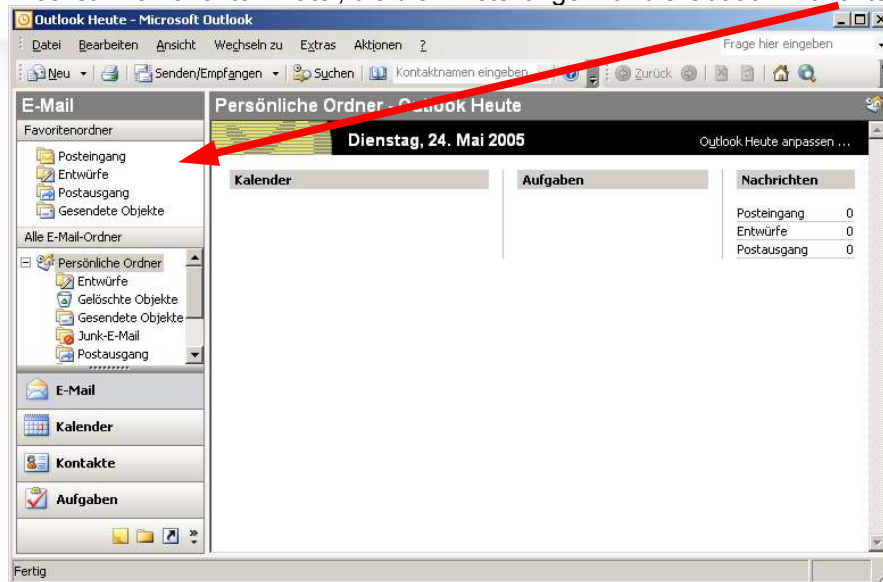 Outlook Heute - Microsoft Outlook
Datei Bearbeiten Ansicht Wechseln zu Extras Aktionen ? Frage hier eingeben
Neu Senden/Empfangen Suchen Kontaktnamen eingeben Zurück
E-Mail
Favoritenordner
Posteingang
Entwürfe
Postausgang
Gesendete Objekte
Alle E-Mail-Ordner
Persönliche Ordner
Entwürfe
Gelöschte Objekte
Gesendete Objekte
Junk-E-Mail
Postausgang
E-Mail
Kalender
Kontakte
Aufgaben
Persönliche Ordner - Outlook Heute
Dienstag, 24. Mai 2005 Outlook Heute anpassen ...
Kalender Aufgaben Nachrichten
Posteingang 0
Entwürfe 0
Postausgang 0
Fertig